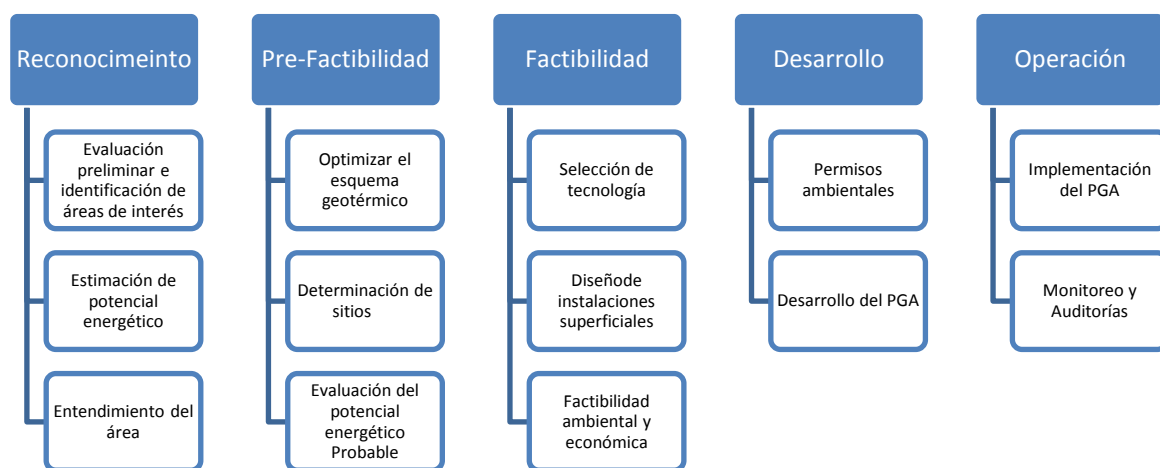 Reconocimeinto
Evaluación
preliminar e
identificación de
áreas de interés
Estimación de
potencial
energético
Entendimiento del
área
Pre-Factibilidad
Optimizar el
esquema
geotérmico
Determinación de
sitios
Evaluación del
potencial
energético
Probable
Factibilidad
Selección de
tecnología
Diseñode
instalaciones
superficiales
Factibilidad
ambiental y
económica
Desarrollo
Permisos
ambientales
Desarrollo del PGA
Operación
Implementación
del PGA
Monitoreo y
Auditorías